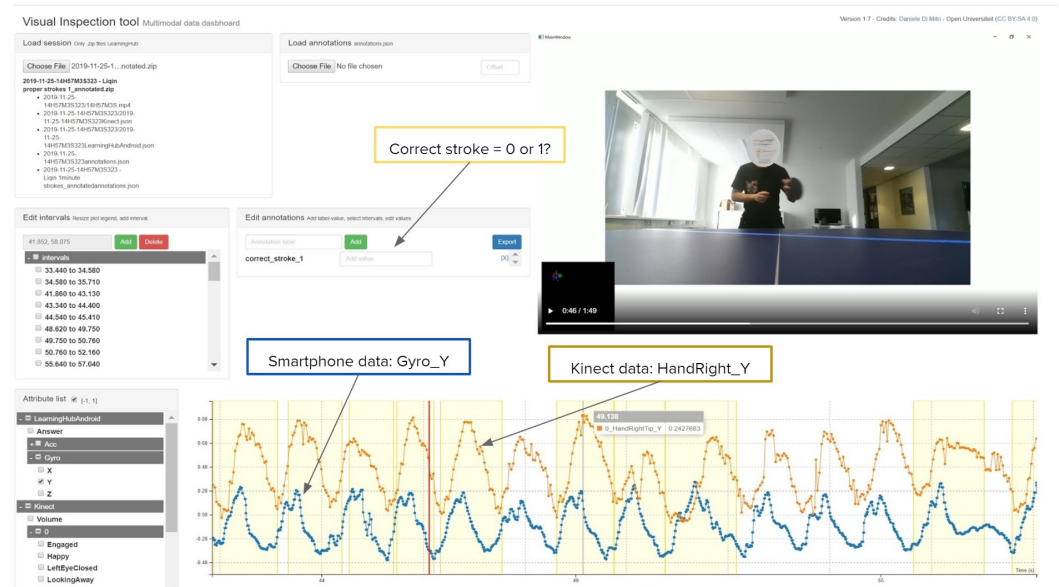 Visual Inspection tool Multimodal data dasbhoard
Version 1.7 - Credits: Daniele Di Mitri - Open Universiteit (CC BY-SA 4.0)
Load session Only .zip files LearningHub
Choose File 2019-11-25-1…notated.zip
2019-11-25-14H57M3S323 - Liqin
proper strokes 1_annotated.zip
2019-11-25-
14H57M3S323/14H57M3S.mp4
2019-11-25-14H57M3S323/2019-
11-25-14H57M3S323Kinect.json
2019-11-25-14H57M3S323/2019-
11-25-
14H57M3S323LearningHubAndroid.json
2019-11-25-
14H57M3S323annotations.json
2019-11-25-14H57M3S323 -
Liqin 1minute
strokes_annotatedannotations.json
Load annotations annotations.json
Choose File No file chosen
Offset
MainWindow
Correct stroke = 0 or 1?
Edit intervals Resize plot legend, add interval.
41.852, 58.075 Add Delete
- intervals
33.440 to 34.580
34.580 to 35.710
41.860 to 43.130
43.340 to 44.400
44.540 to 45.410
48.620 to 49.750
49.750 to 50.760
50.760 to 52.160
55.640 to 57.040
Edit annotations Add label-value, select intervals, edit values
Annotation label Add Export
correct_stroke_1 Add value [X]
0:46 / 1:49
Smartphone data: Gyro_Y
Kinect data: HandRight_Y
Attribute list [-1, 1]
- LearningHubAndroid
Answer
+ Acc
- Gyro
X
Y
Z
- Kinect
Volume
- 0
Engaged
Happy
LeftEyeClosed
LookingAway
49.138
0_HandRightTip_Y 0.2427683
Time (s)